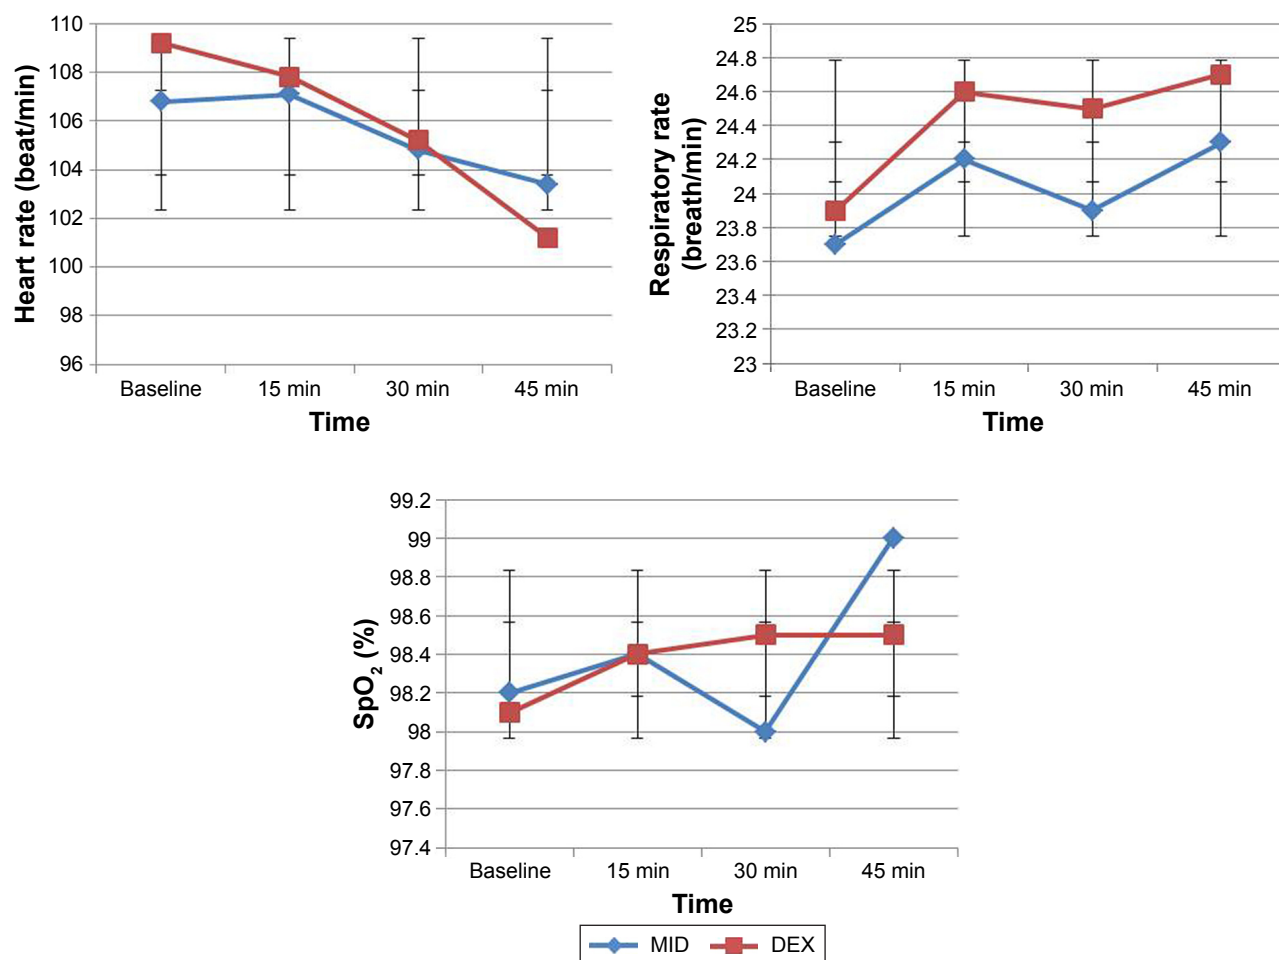 Heart rate (beat/min)
110
108
106
104
102
100
98
96
Baseline 15 min 30 min 45 min
Time
Respiratory rate
(breath/min)
25
24.8
24.6
24.4
24.2
24
23.8
23.6
23.4
23.2
23
Baseline 15 min 30 min 45 min
Time
SpO₂ (%)
99.2
99
98.8
98.6
98.4
98.2
98
97.8
97.6
97.4
Baseline 15 min 30 min 45 min
Time
MID DEX